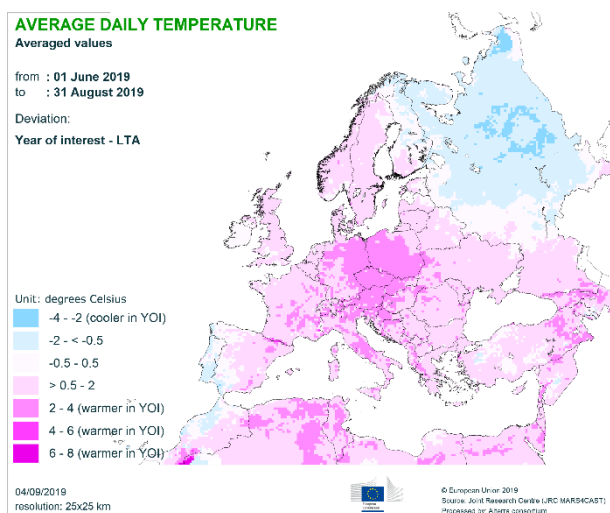 AVERAGE DAILY TEMPERATURE
Averaged values
from : 01 June 2019
to : 31 August 2019
Deviation:
Year of interest - LTA
Unit: degrees Celsius
-4 - -2 (cooler in YOI)
-2 - < -0.5
-0.5 - 0.5
> 0.5 - 2
2 - 4 (warmer in YOI)
4 - 6 (warmer in YOI)
6 - 8 (warmer in YOI)
04/09/2019
resolution: 25x25 km
© European Union 2019
Source: Joint Research Centre (JRC MARS4CAST)
Processed by: Alterra consortium